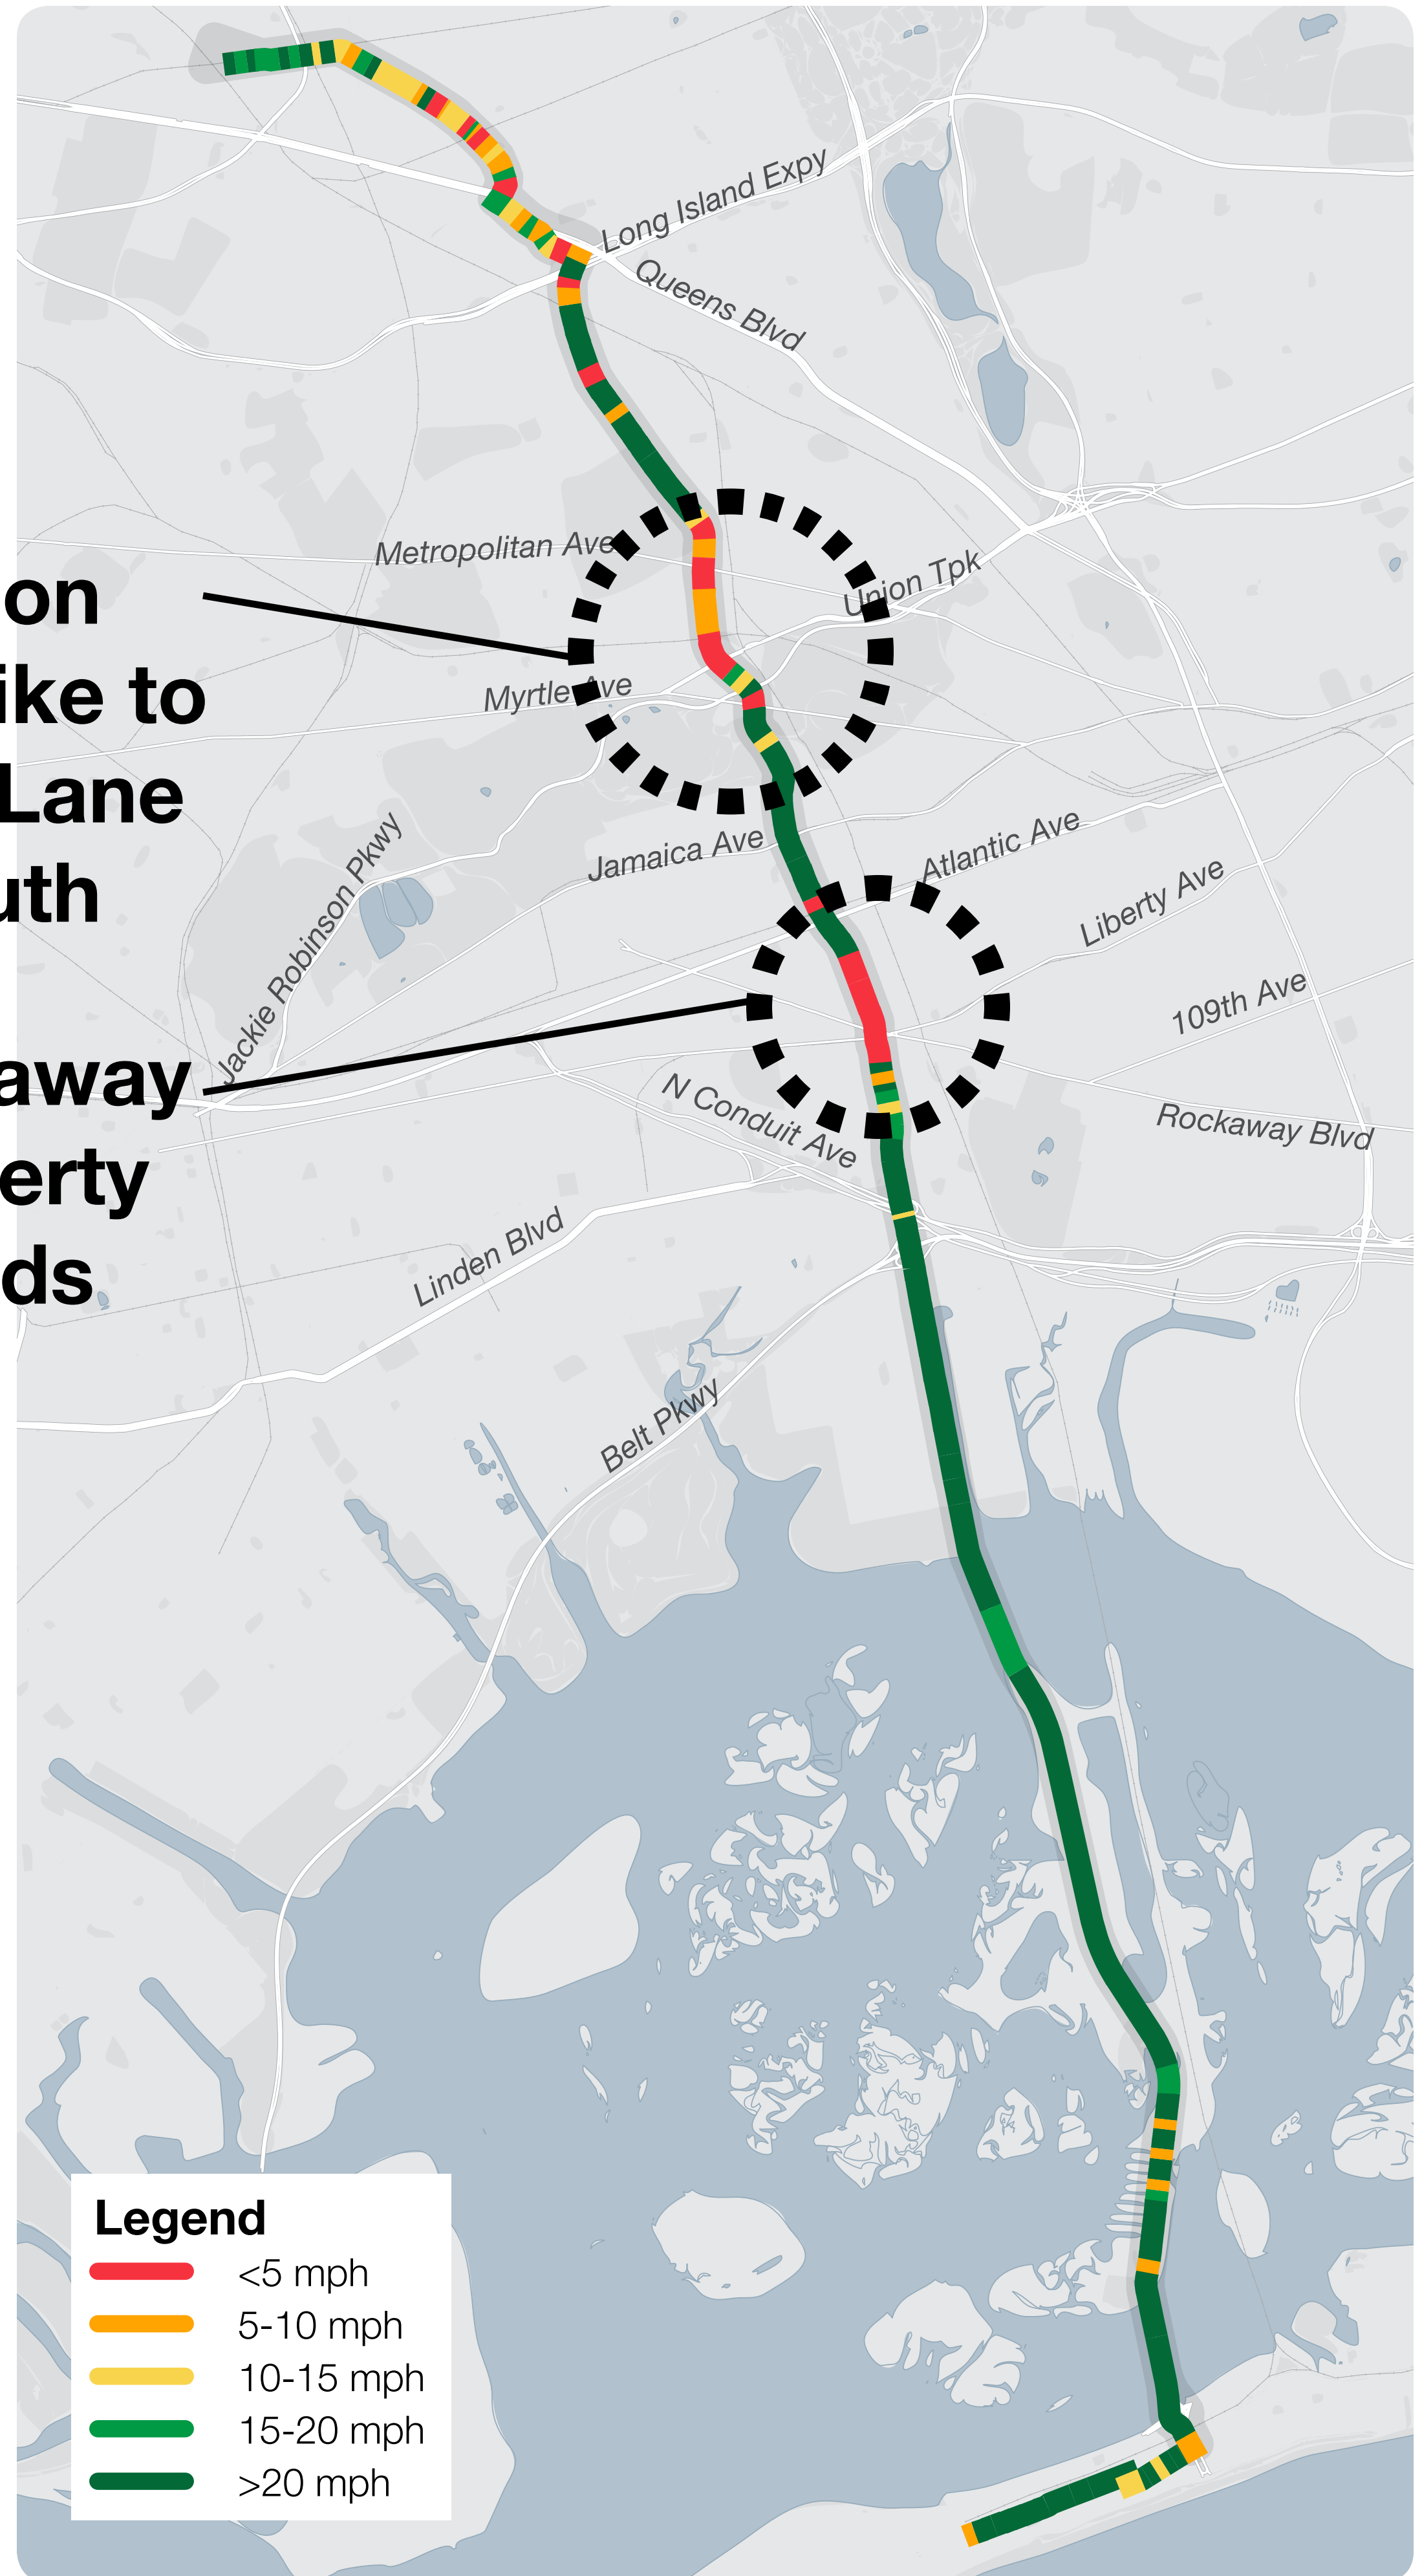 Long Island Expy
Queens Blvd
Metropolitan Ave
Union Tpk
on
ike to
Lane
uth
Myrtle Ave
Jamaica Ave
Atlantic Ave
Jackie Robinson Pkwy
Liberty Ave
109th Ave
away
erty
ds
N Conduit Ave
Rockaway Blvd
Linden Blvd
Belt Pkwy
Legend
<5 mph
5-10 mph
10-15 mph
15-20 mph
>20 mph